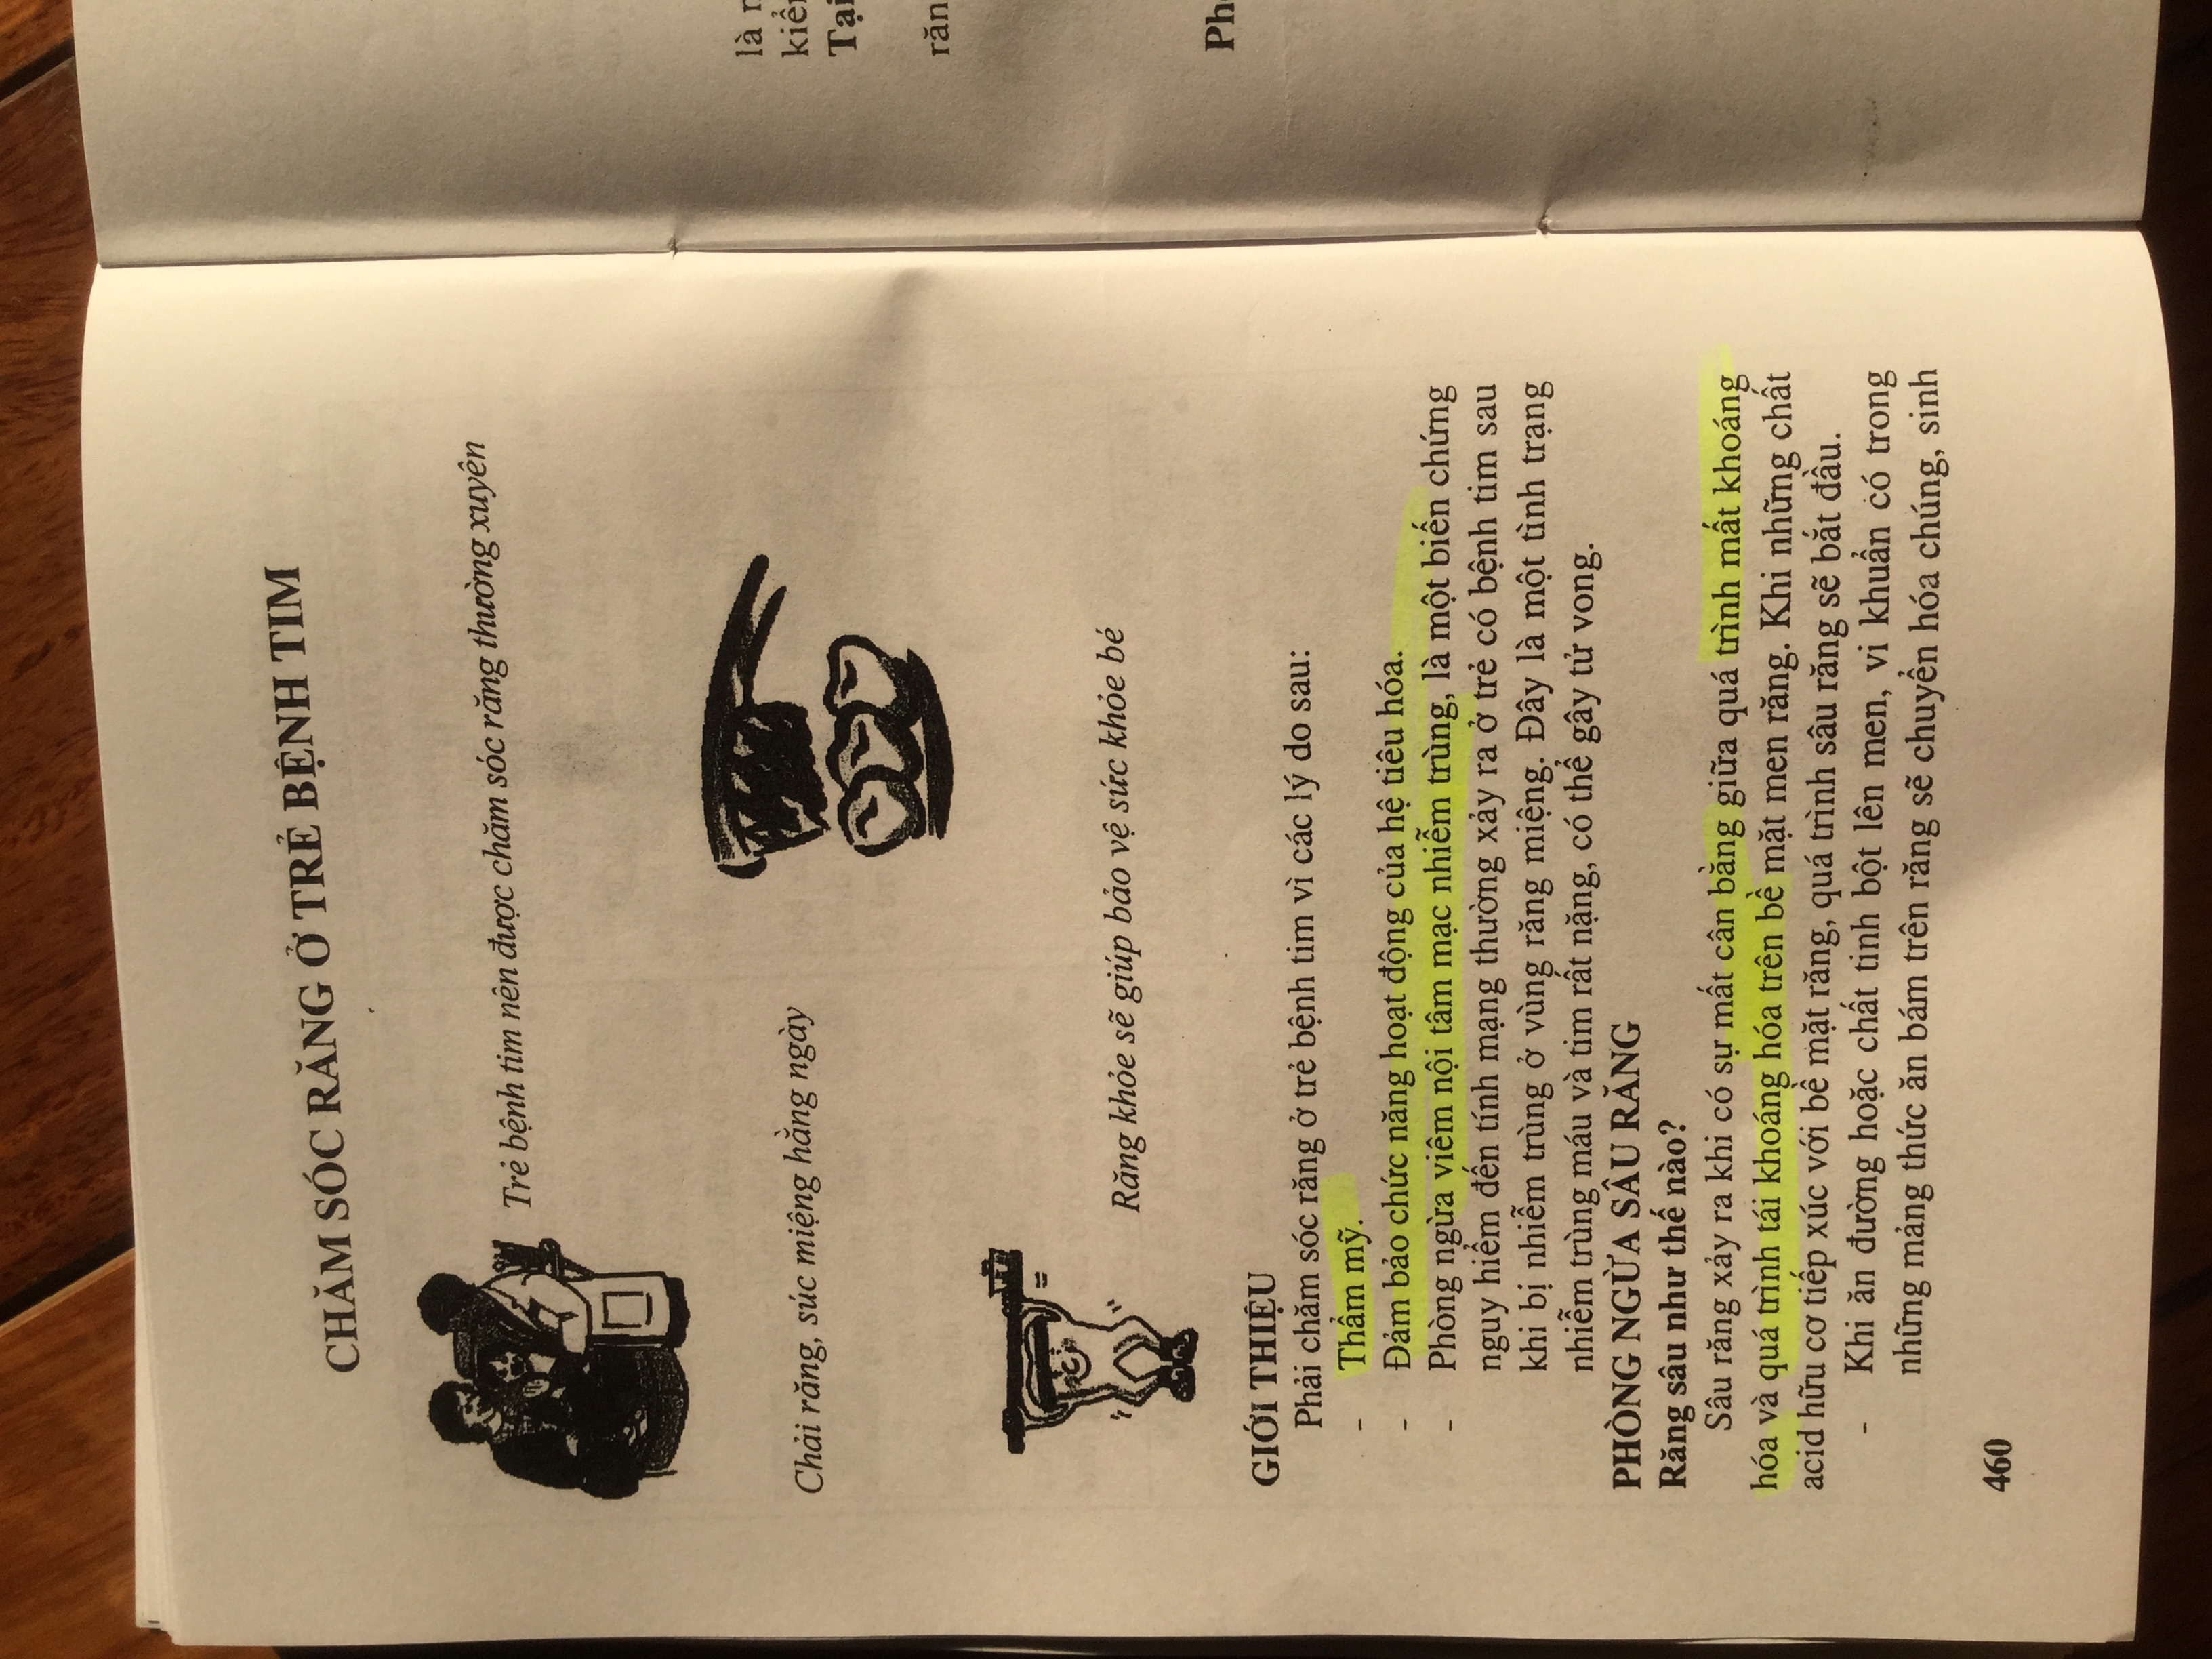 CHĂM SÓC RĂNG Ở TRẺ BỆNH TIM
Trẻ bệnh tim nên được chăm sóc răng thường xuyên
Chải răng, súc miệng hằng ngày
Răng khỏe sẽ giúp bảo vệ sức khỏe bé
GIỚI THIỆU
Phải chăm sóc răng ở trẻ bệnh tim vì các lý do sau:
- Thẩm mỹ.
- Đảm bảo chức năng hoạt động của hệ tiêu hóa.
- Phòng ngừa viêm nội tâm mạc nhiễm trùng, là một biến chứng
nguy hiểm đến tính mạng thường xảy ra ở trẻ có bệnh tim sau
khi bị nhiễm trùng ở vùng răng miệng. Đây là một tình trạng
nhiễm trùng máu và tim rất nặng, có thể gây tử vong.
PHÒNG NGỪA SÂU RĂNG
Răng sâu như thế nào?
Sâu răng xảy ra khi có sự mất cân bằng giữa quá trình mất khoáng
hóa và quá trình tái khoáng hóa trên bề mặt men răng. Khi những chất
acid hữu cơ tiếp xúc với bề mặt răng, quá trình sâu răng sẽ bắt đầu.
- Khi ăn đường hoặc chất tinh bột lên men, vi khuẩn có trong
những mảng thức ăn bám trên răng sẽ chuyển hóa chúng, sinh
460
là